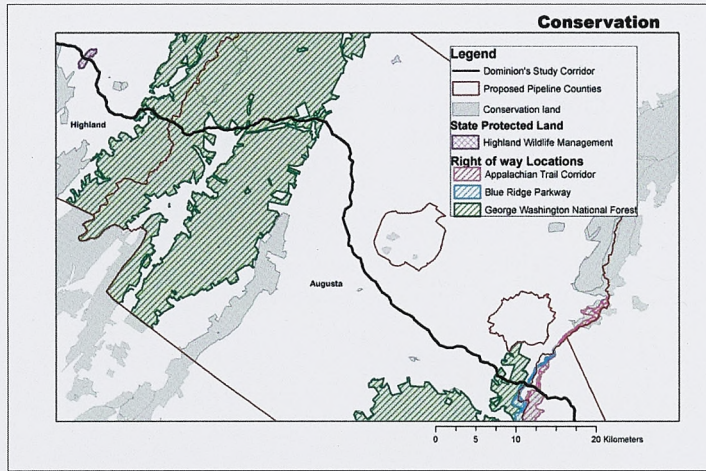 Conservation
Legend
Dominion's Study Corridor
Proposed Pipeline Counties
Conservation land
State Protected Land
Highland Wildlife Management
Right of way Locations
Appalachian Trail Corridor
Blue Ridge Parkway
George Washington National Forest
Highland
Augusta
0 5 10 20 Kilometers